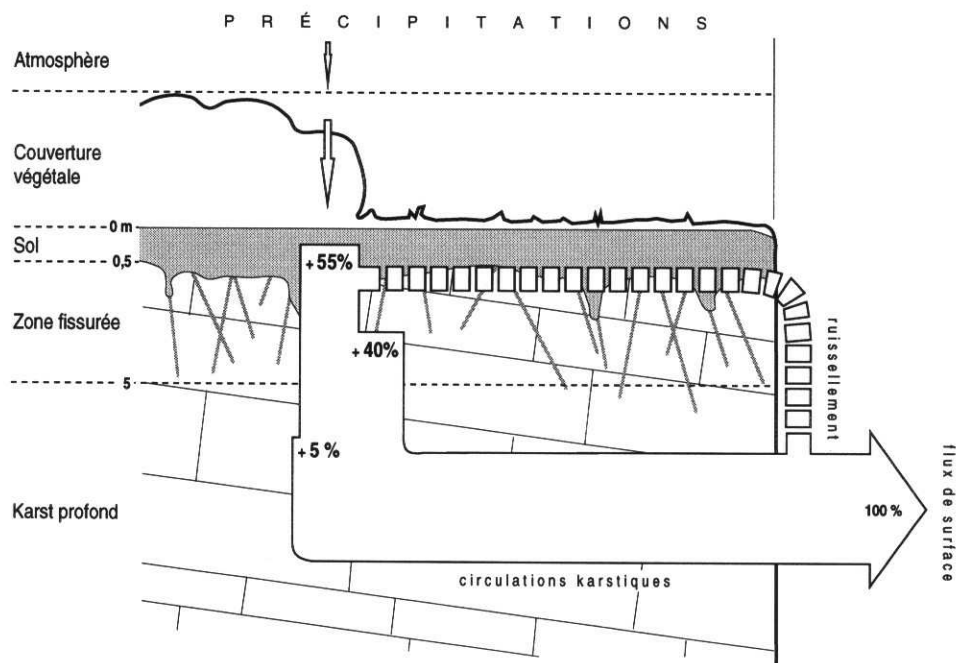 PRÉCIPITATIONS
Atmosphère
Couverture
végétale
0 m
Sol
0,5
+ 55%
Zone fissurée
+ 40%
ruissellement
5
+ 5 %
flux de surface
Karst profond
100 %
circulations karstiques